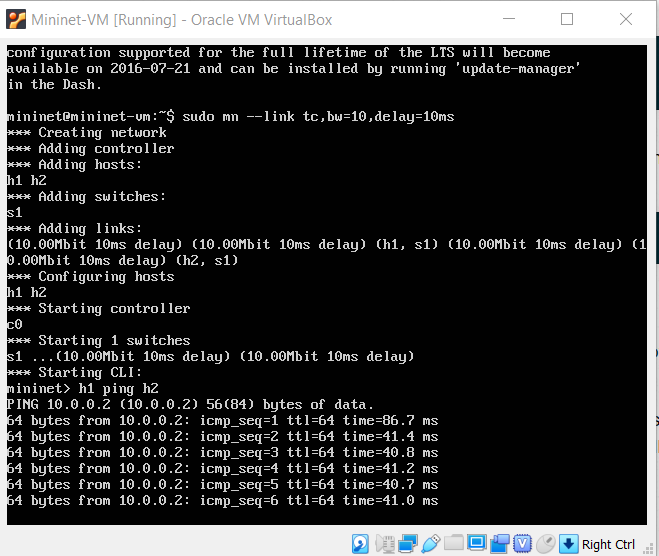 Mininet-VM [Running] - Oracle VM VirtualBox
configuration supported for the full lifetime of the LTS will become
available on 2016-07-21 and can be installed by running 'update-manager'
in the Dash.
mininet@mininet-vm:~$ sudo mn --link tc,bw=10,delay=10ms
*** Creating network
*** Adding controller
*** Adding hosts:
h1 h2
*** Adding switches:
s1
*** Adding links:
(10.00Mbit 10ms delay) (10.00Mbit 10ms delay) (h1, s1) (10.00Mbit 10ms delay) (1
0.00Mbit 10ms delay) (h2, s1)
*** Configuring hosts
h1 h2
*** Starting controller
c0
*** Starting 1 switches
s1 ...(10.00Mbit 10ms delay) (10.00Mbit 10ms delay)
*** Starting CLI:
mininet> h1 ping h2
PING 10.0.0.2 (10.0.0.2) 56(84) bytes of data.
64 bytes from 10.0.0.2: icmp_seq=1 ttl=64 time=86.7 ms
64 bytes from 10.0.0.2: icmp_seq=2 ttl=64 time=41.4 ms
64 bytes from 10.0.0.2: icmp_seq=3 ttl=64 time=40.8 ms
64 bytes from 10.0.0.2: icmp_seq=4 ttl=64 time=41.2 ms
64 bytes from 10.0.0.2: icmp_seq=5 ttl=64 time=40.7 ms
64 bytes from 10.0.0.2: icmp_seq=6 ttl=64 time=41.0 ms
Right Ctrl